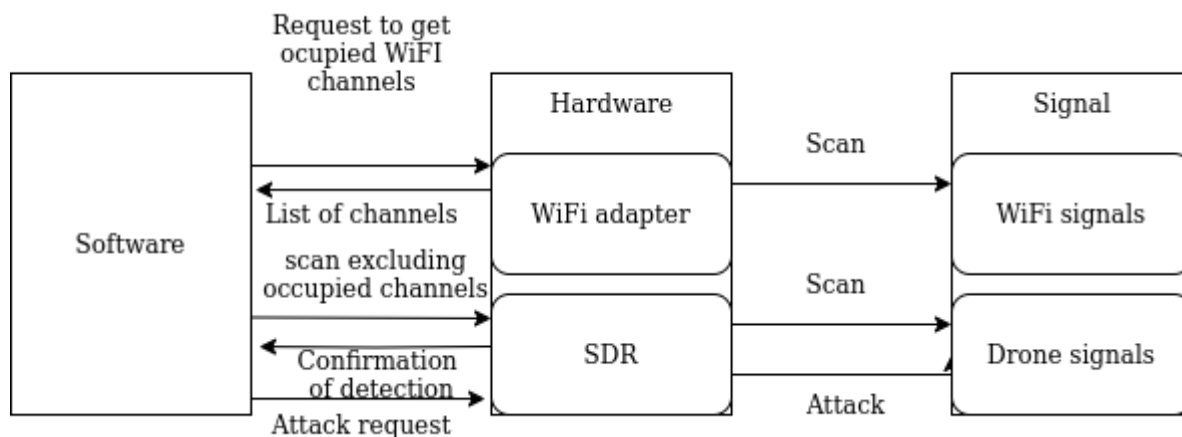 Request to get
ocupied WiFI
channels
Hardware
Signal
Scan
List of channels
WiFi adapter
WiFi signals
Software
scan excluding
occupied channels
Scan
SDR
Drone signals
Confirmation
of detection
Attack
Attack request